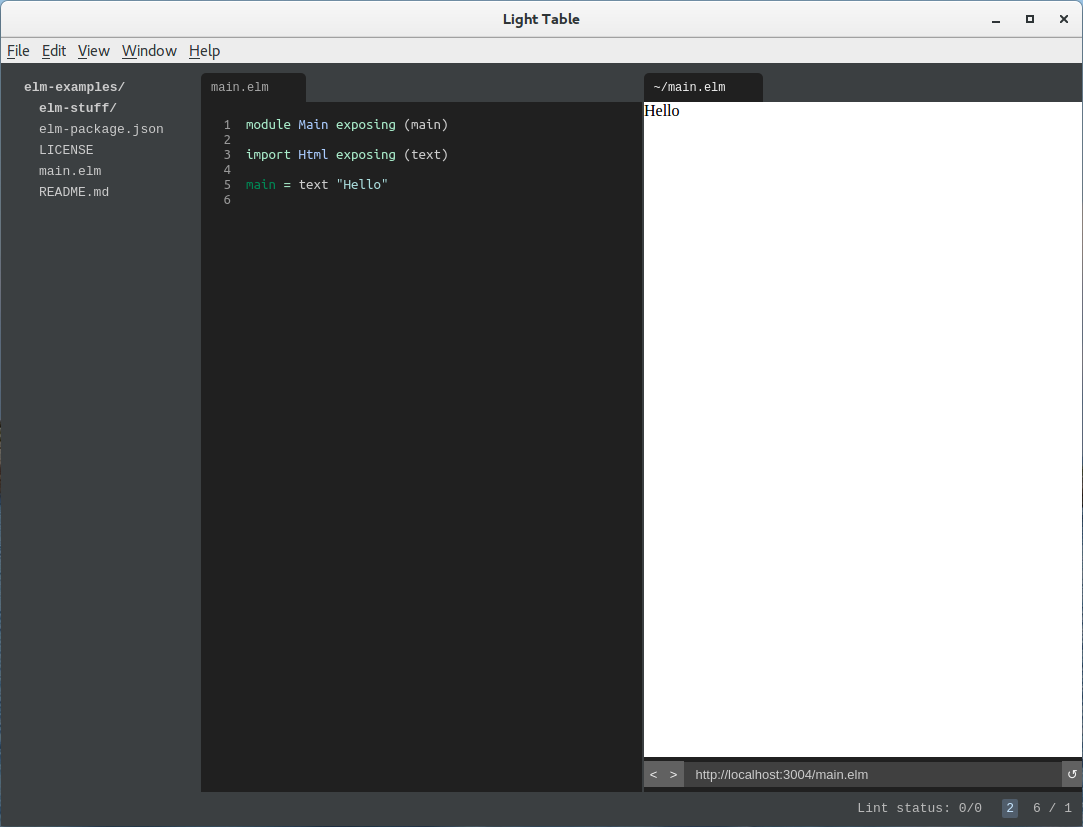 Light Table
File Edit View Window Help
elm-examples/
elm-stuff/
elm-package.json
LICENSE
main.elm
README.md
main.elm
1 module Main exposing (main)
2
3 import Html exposing (text)
4
5 main = text "Hello"
6
~/main.elm
Hello
< > http://localhost:3004/main.elm ↺
Lint status: 0/0 2 6 / 1